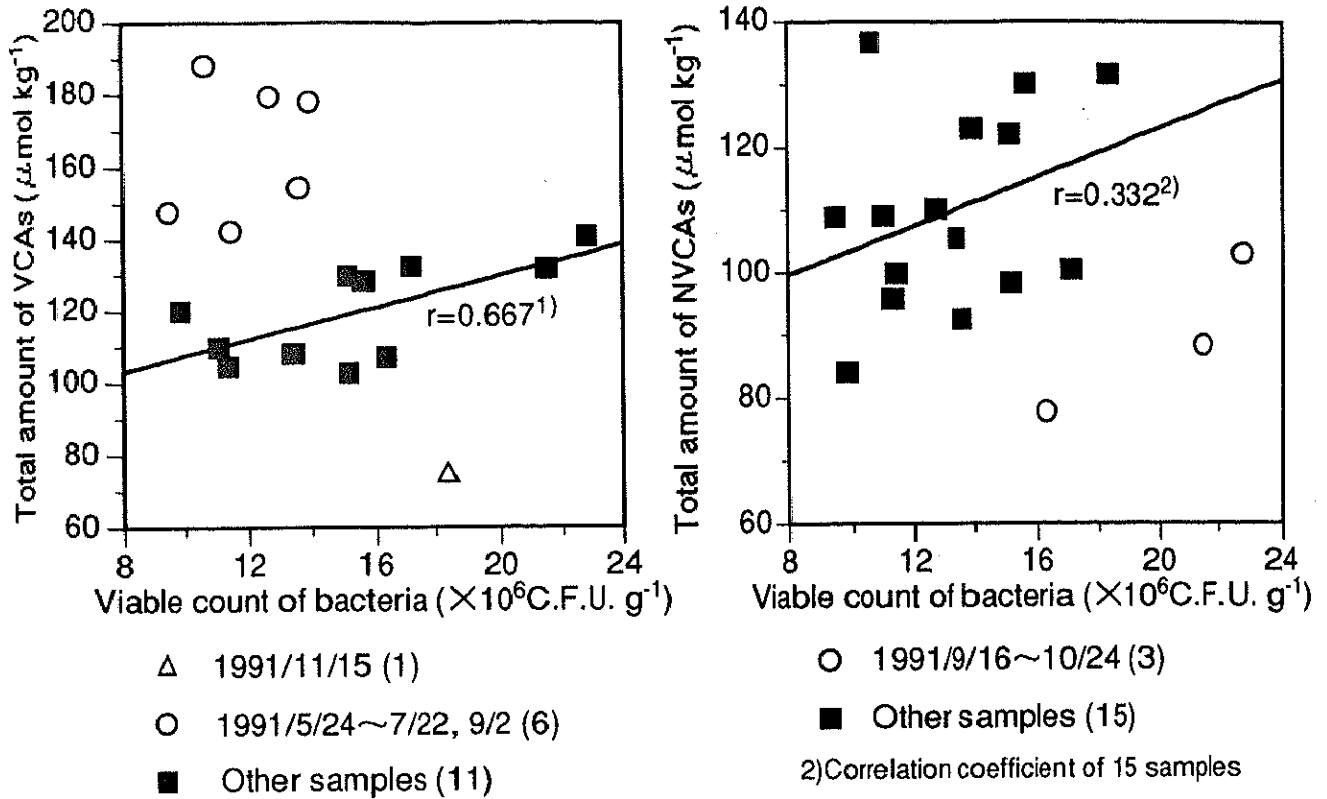 Total amount of VCAs (μmol kg⁻¹)
200
180
160
140
120
100
80
60
r=0.667¹⁾
8 12 16 20 24
Viable count of bacteria (×10⁶C.F.U. g⁻¹)
△ 1991/11/15 (1)
○ 1991/5/24～7/22, 9/2 (6)
■ Other samples (11)
Total amount of NVCAs (μmol kg⁻¹)
140
120
100
80
60
r=0.332²⁾
8 12 16 20 24
Viable count of bacteria (×10⁶C.F.U. g⁻¹)
○ 1991/9/16～10/24 (3)
■ Other samples (15)
2)Correlation coefficient of 15 samples